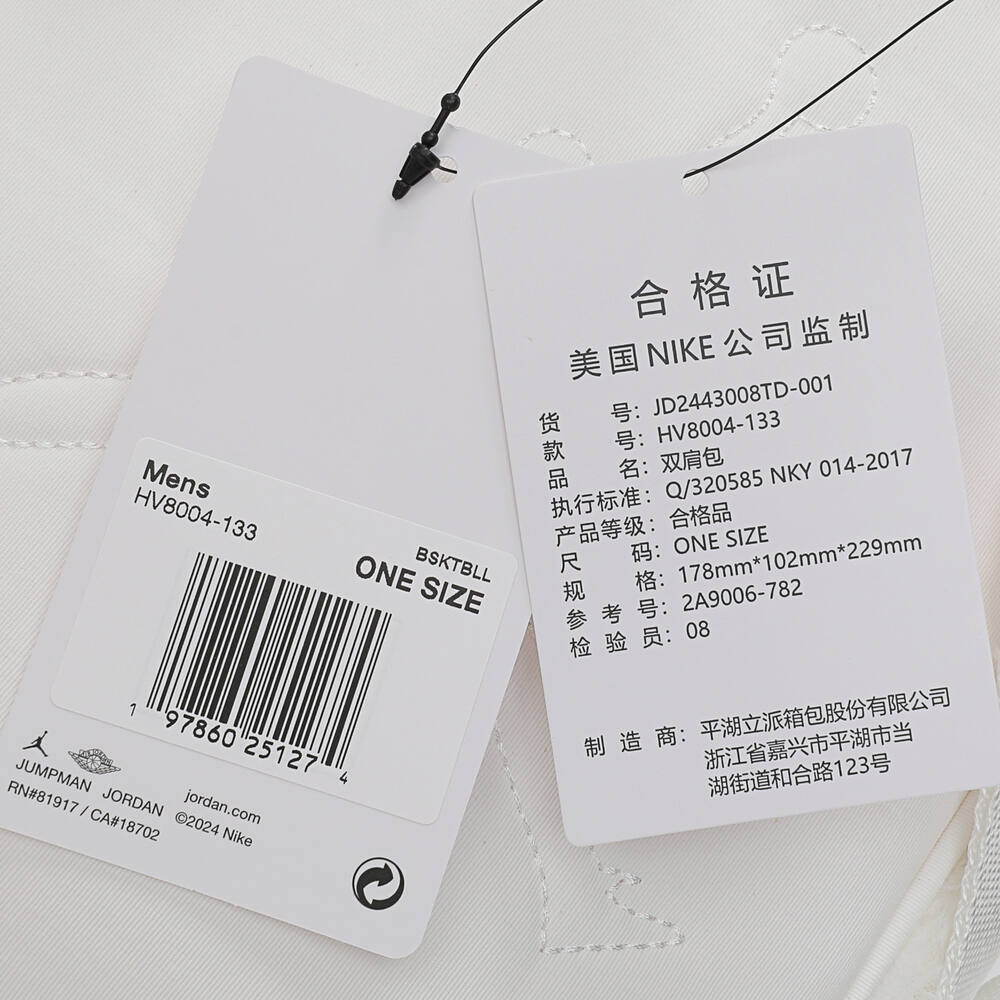 Mens
HV8004-133
BSKTBLL
ONE SIZE
1 97860 25127 4
JUMPMAN JORDAN
RN#81917 / CA#18702
jordan.com
©2024 Nike
合格证
美国NIKE公司监制
货号：JD2443008TD-001
款号：HV8004-133
品名：双肩包
执行标准：Q/320585 NKY 014-2017
产品等级：合格品
尺码：ONE SIZE
规格：178mm*102mm*229mm
参考号：2A9006-782
检验员：08
制造商：平湖立派箱包股份有限公司
浙江省嘉兴市平湖市当
湖街道和合路123号